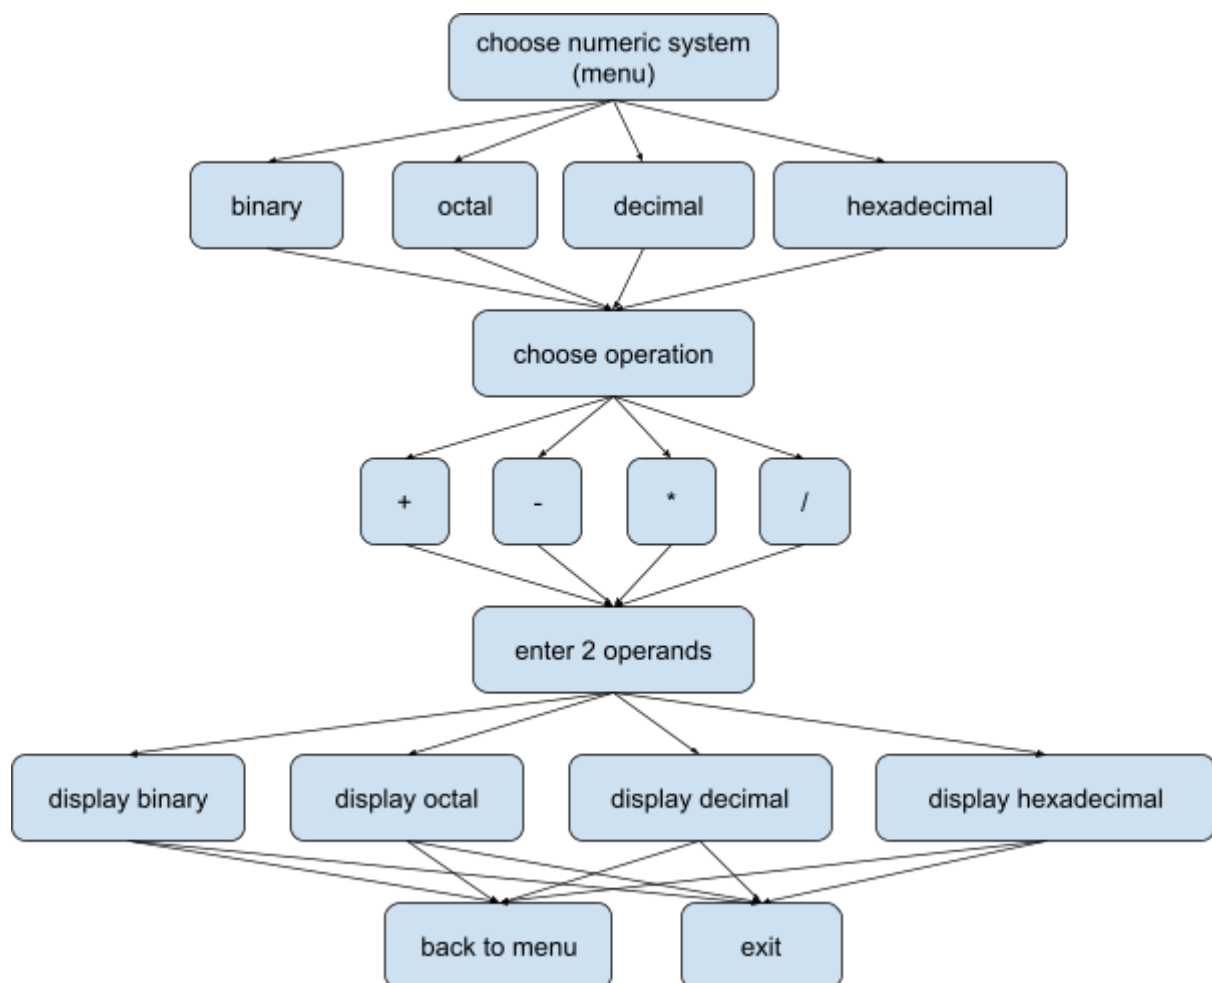 choose numeric system
(menu)
binary
octal
decimal
hexadecimal
choose operation
+
-
*
/
enter 2 operands
display binary
display octal
display decimal
display hexadecimal
back to menu
exit